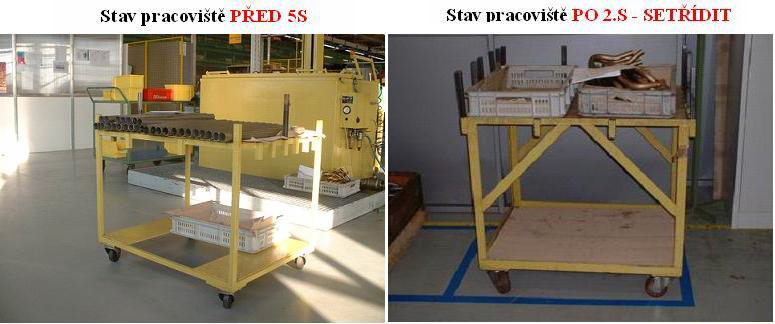 Stav pracoviště PŘED 5S
Stav pracoviště PO 2.S - SETŘÍDIT